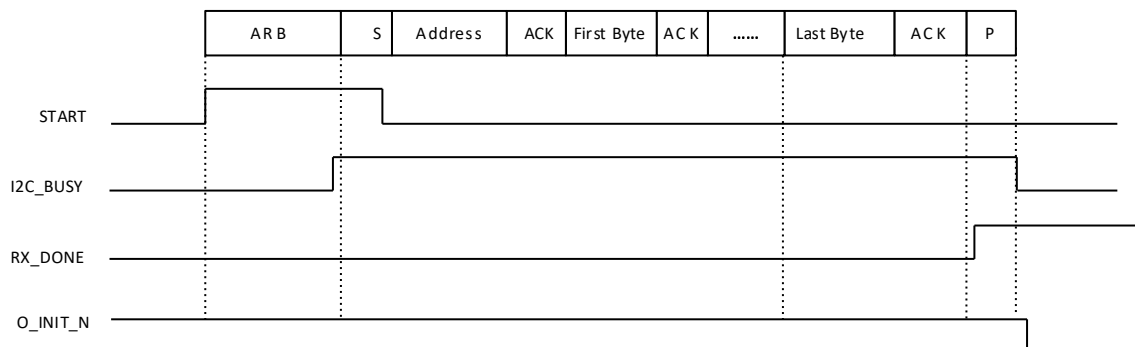 ARB S Address ACK First Byte ACK ...... Last Byte ACK P
START
I2C_BUSY
RX_DONE
O_INIT_N